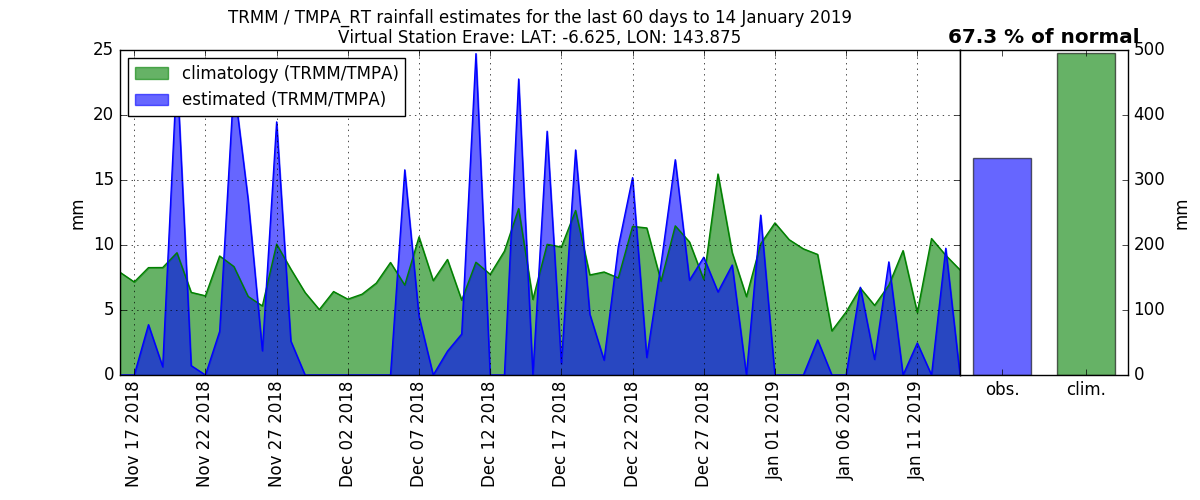 TRMM / TMPA_RT rainfall estimates for the last 60 days to 14 January 2019
Virtual Station Erave: LAT: -6.625, LON: 143.875
67.3 % of normal
climatology (TRMM/TMPA)
estimated (TRMM/TMPA)
25
20
15
10
5
0
mm
500
400
300
200
100
0
mm
Nov 17 2018
Nov 22 2018
Nov 27 2018
Dec 02 2018
Dec 07 2018
Dec 12 2018
Dec 17 2018
Dec 22 2018
Dec 27 2018
Jan 01 2019
Jan 06 2019
Jan 11 2019
obs.
clim.